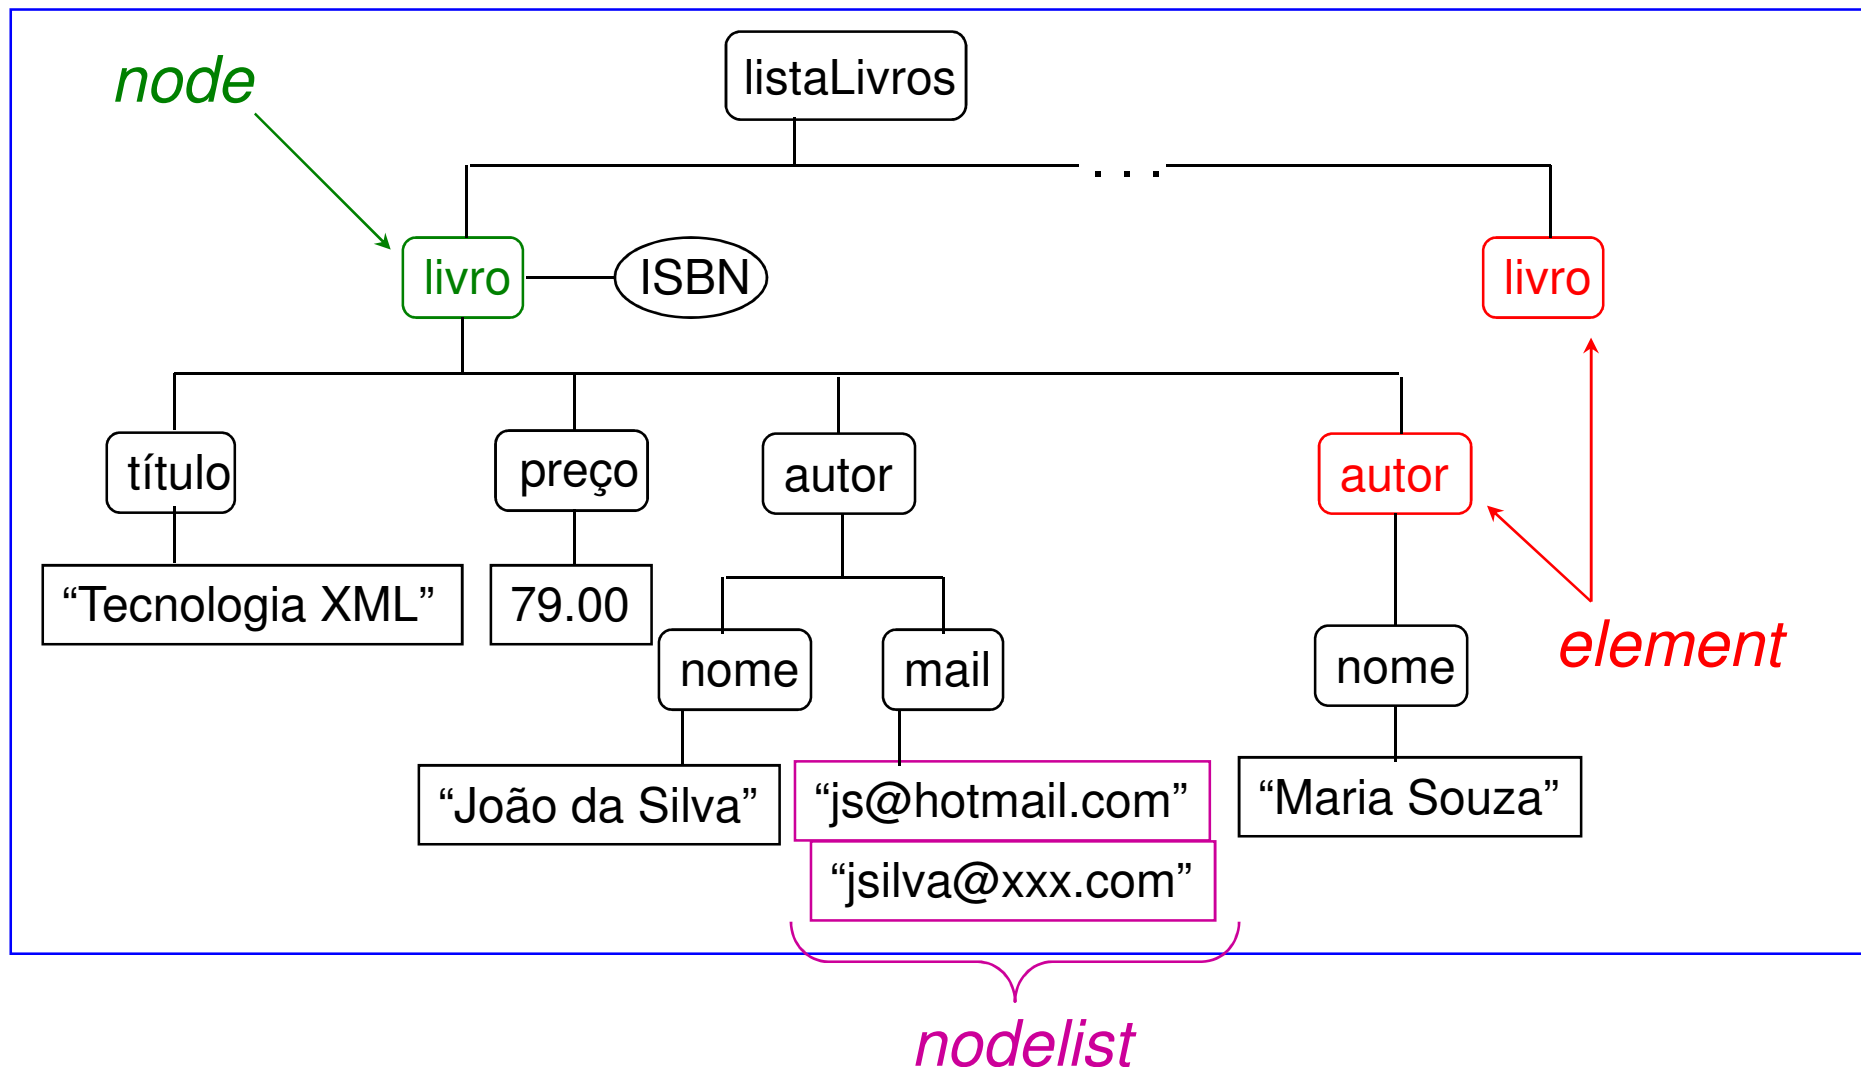 node
listaLivros
. . .
livro
ISBN
livro
título
preço
autor
autor
“Tecnologia XML”
79.00
nome
mail
nome
element
“João da Silva”
“js@hotmail.com”
“Maria Souza”
“jsilva@xxx.com”
nodelist